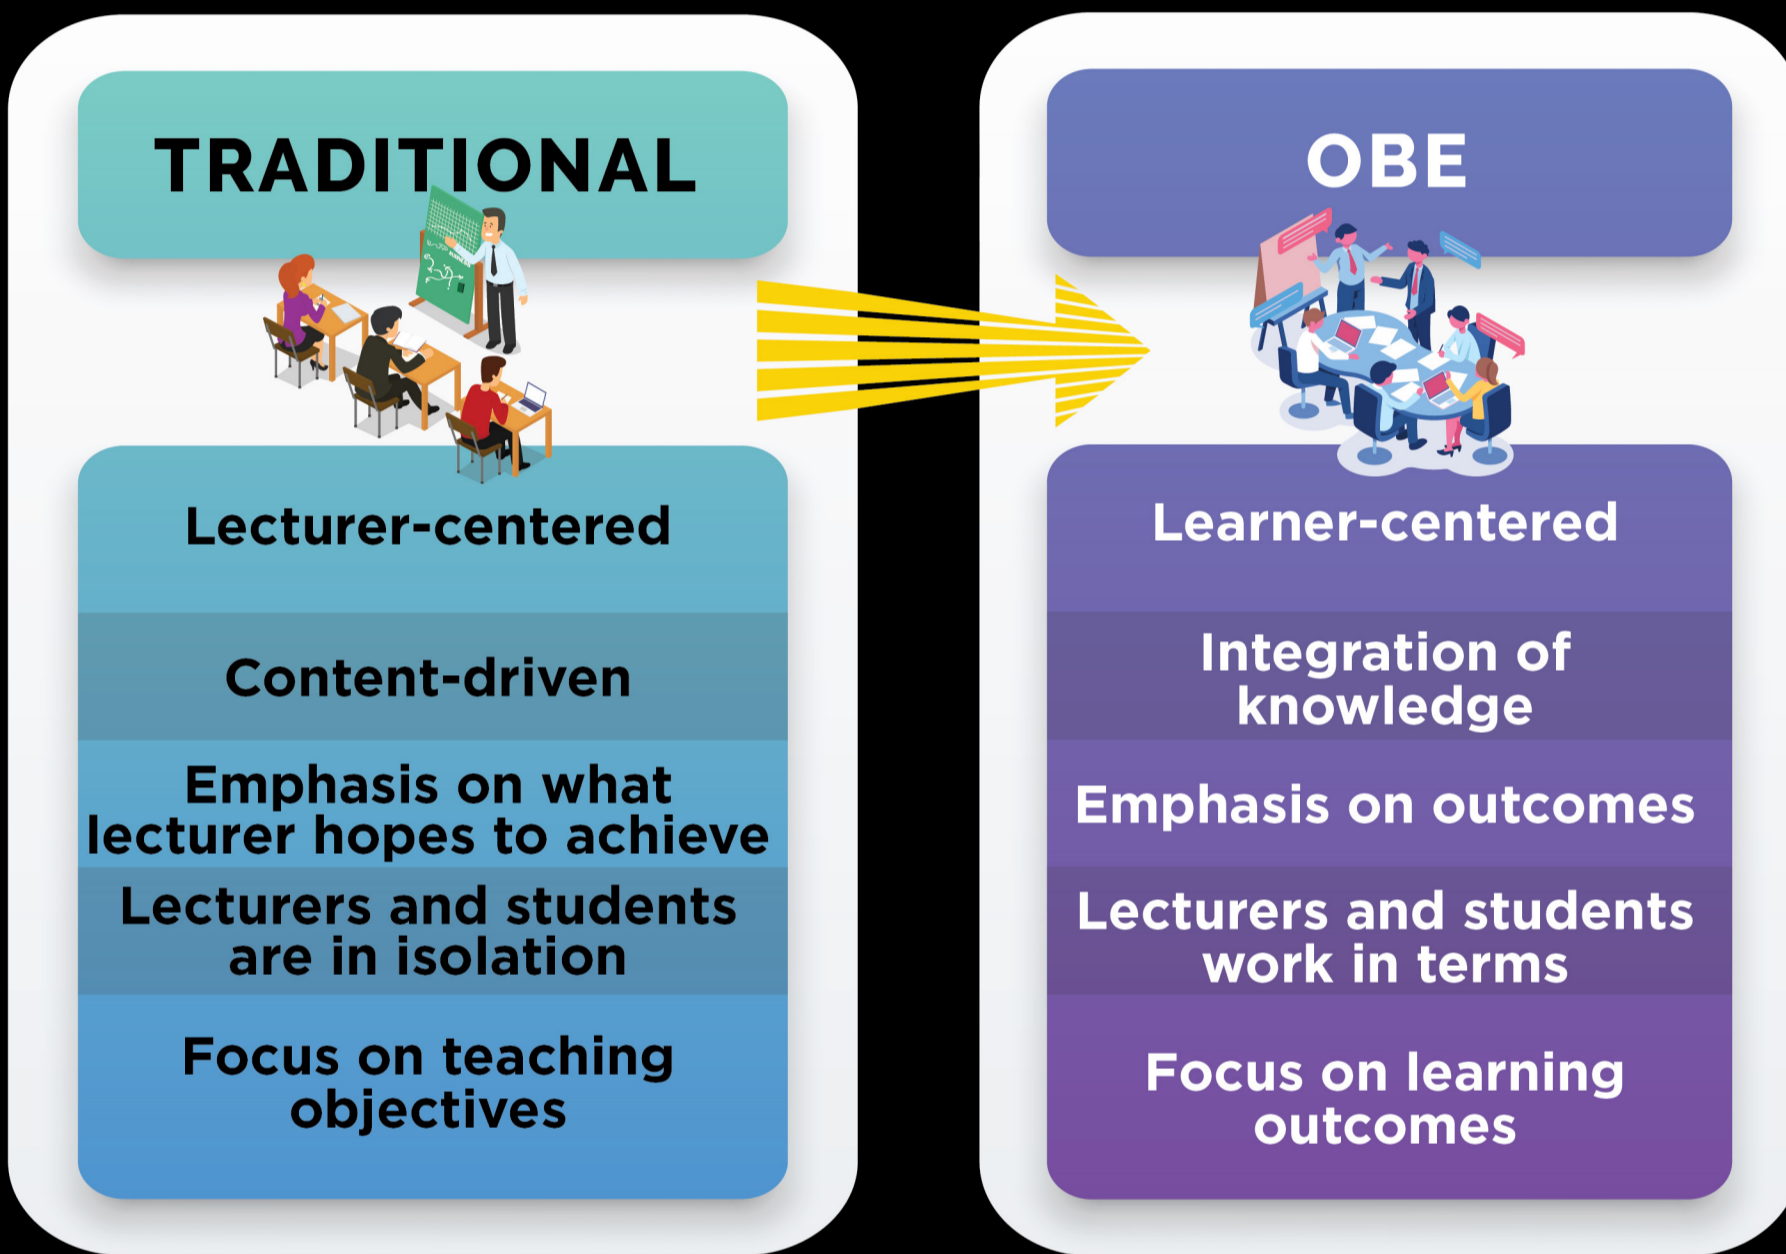 TRADITIONAL
Lecturer-centered
Content-driven
Emphasis on what
lecturer hopes to achieve
Lecturers and students
are in isolation
Focus on teaching
objectives
OBE
Learner-centered
Integration of
knowledge
Emphasis on outcomes
Lecturers and students
work in terms
Focus on learning
outcomes